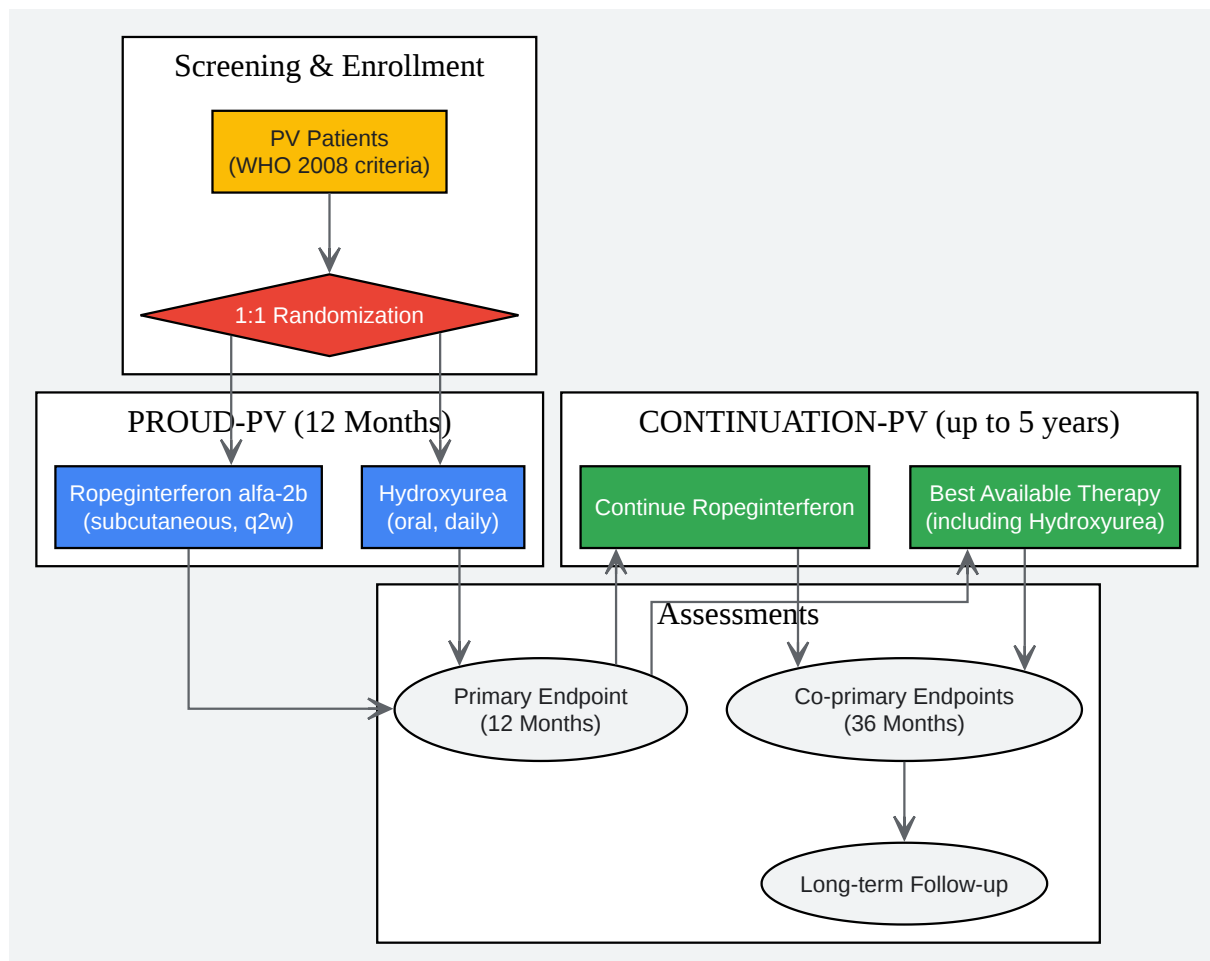 Screening & Enrollment
PV Patients
(WHO 2008 criteria)
1:1 Randomization
PROUD-PV (12 Months)
Ropeginterferon alfa-2b
(subcutaneous, q2w)
Hydroxyurea
(oral, daily)
CONTINUATION-PV (up to 5 years)
Continue Ropeginterferon
Best Available Therapy
(including Hydroxyurea)
Assessments
Primary Endpoint
(12 Months)
Co-primary Endpoints
(36 Months)
Long-term Follow-up